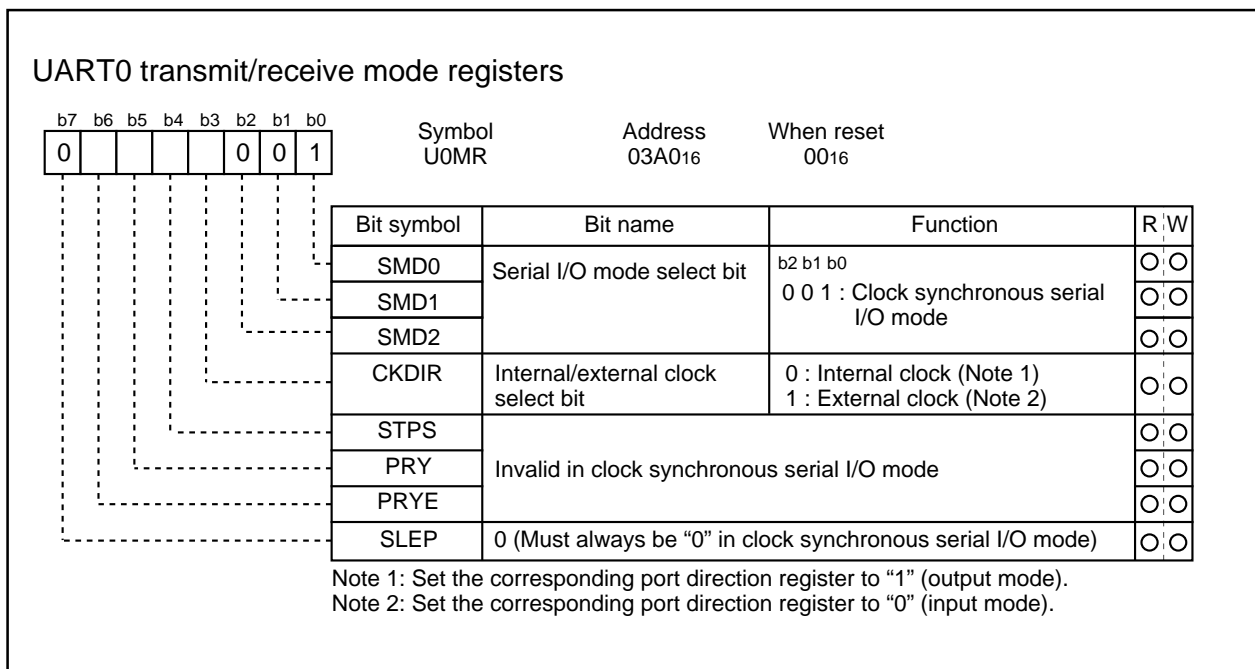 UART0 transmit/receive mode registers
b7 b6 b5 b4 b3 b2 b1 b0
0 0 0 1
Symbol Address When reset
U0MR 03A016 0016
Bit symbol Bit name Function R W
SMD0 Serial I/O mode select bit b2 b1 b0
SMD1 0 0 1 : Clock synchronous serial
I/O mode
SMD2
CKDIR Internal/external clock 0 : Internal clock (Note 1)
select bit 1 : External clock (Note 2)
STPS
PRY Invalid in clock synchronous serial I/O mode
PRYE
SLEP 0 (Must always be “0” in clock synchronous serial I/O mode)
Note 1: Set the corresponding port direction register to “1” (output mode).
Note 2: Set the corresponding port direction register to “0” (input mode).